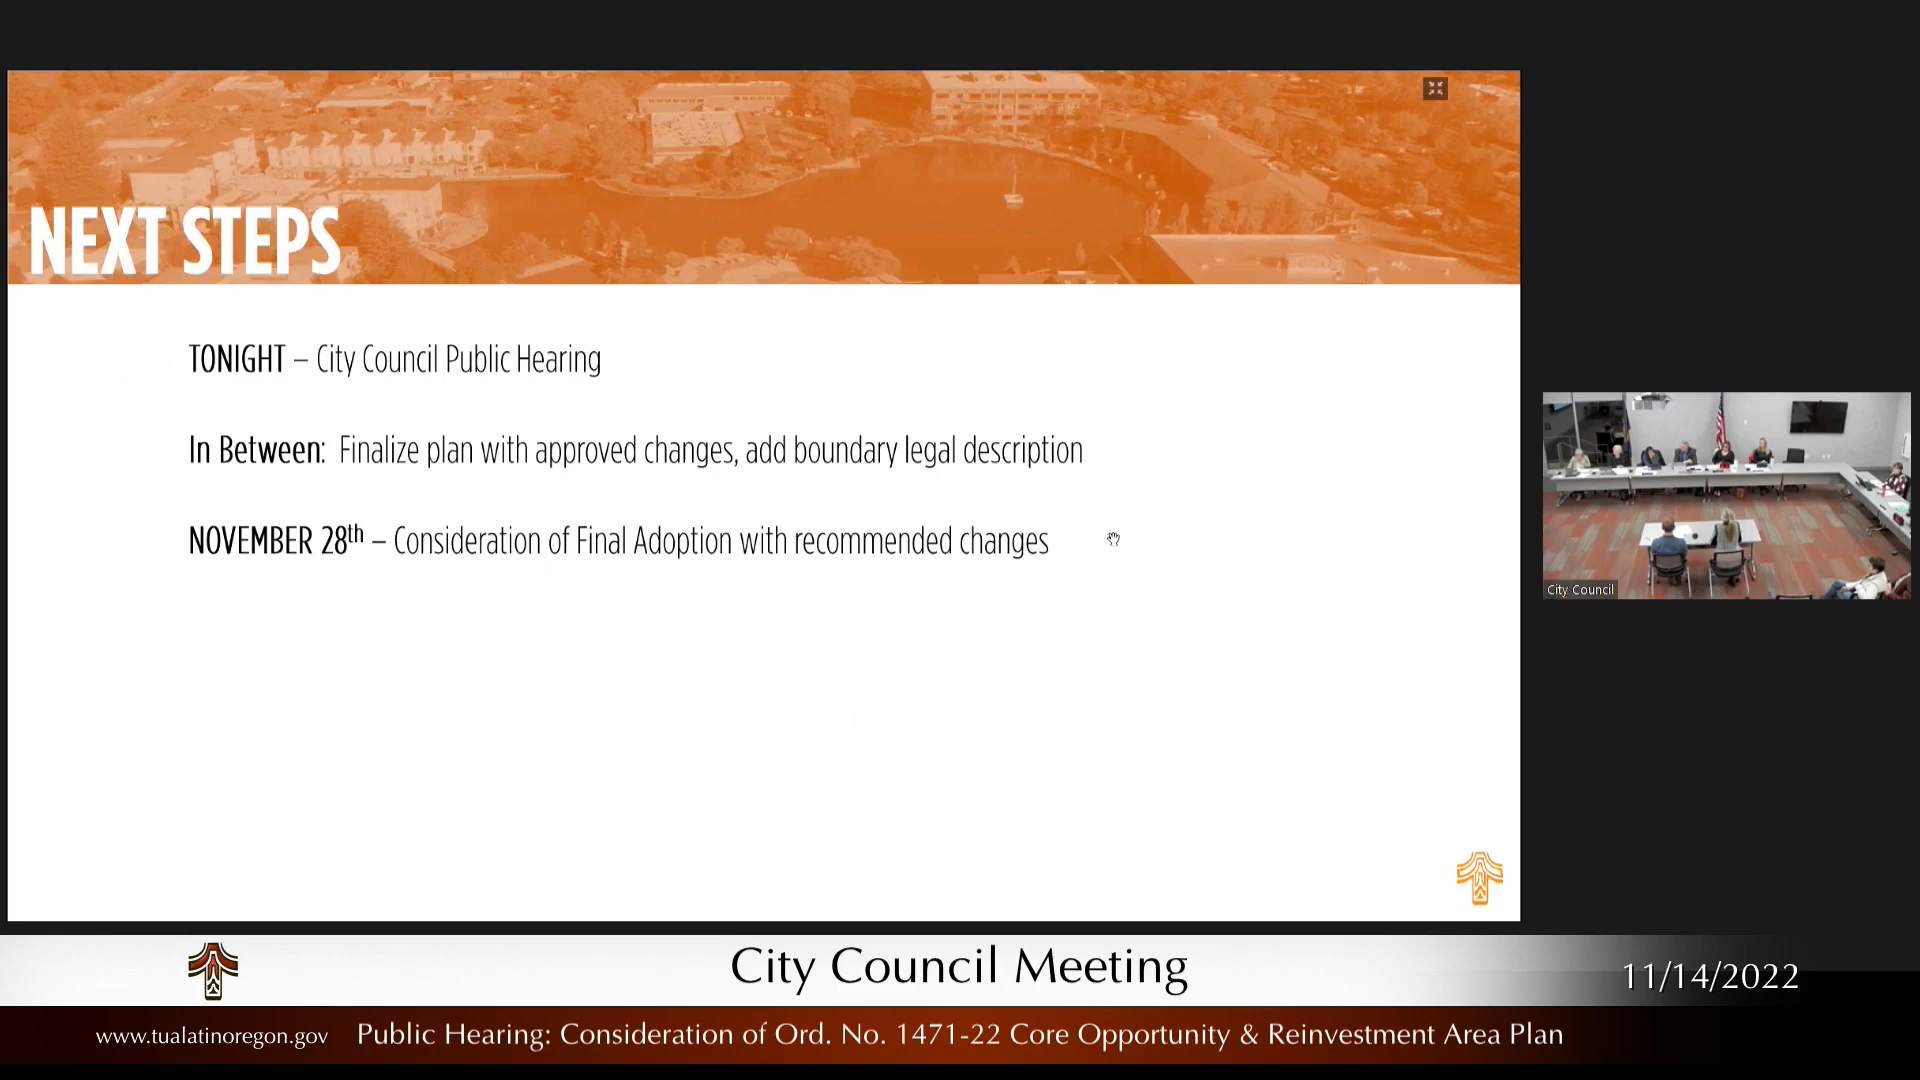 NEXT STEPS
TONIGHT – City Council Public Hearing
In Between: Finalize plan with approved changes, add boundary legal description
NOVEMBER 28th – Consideration of Final Adoption with recommended changes
City Council
City Council Meeting
11/14/2022
www.tualatinoregon.gov
Public Hearing: Consideration of Ord. No. 1471-22 Core Opportunity & Reinvestment Area Plan